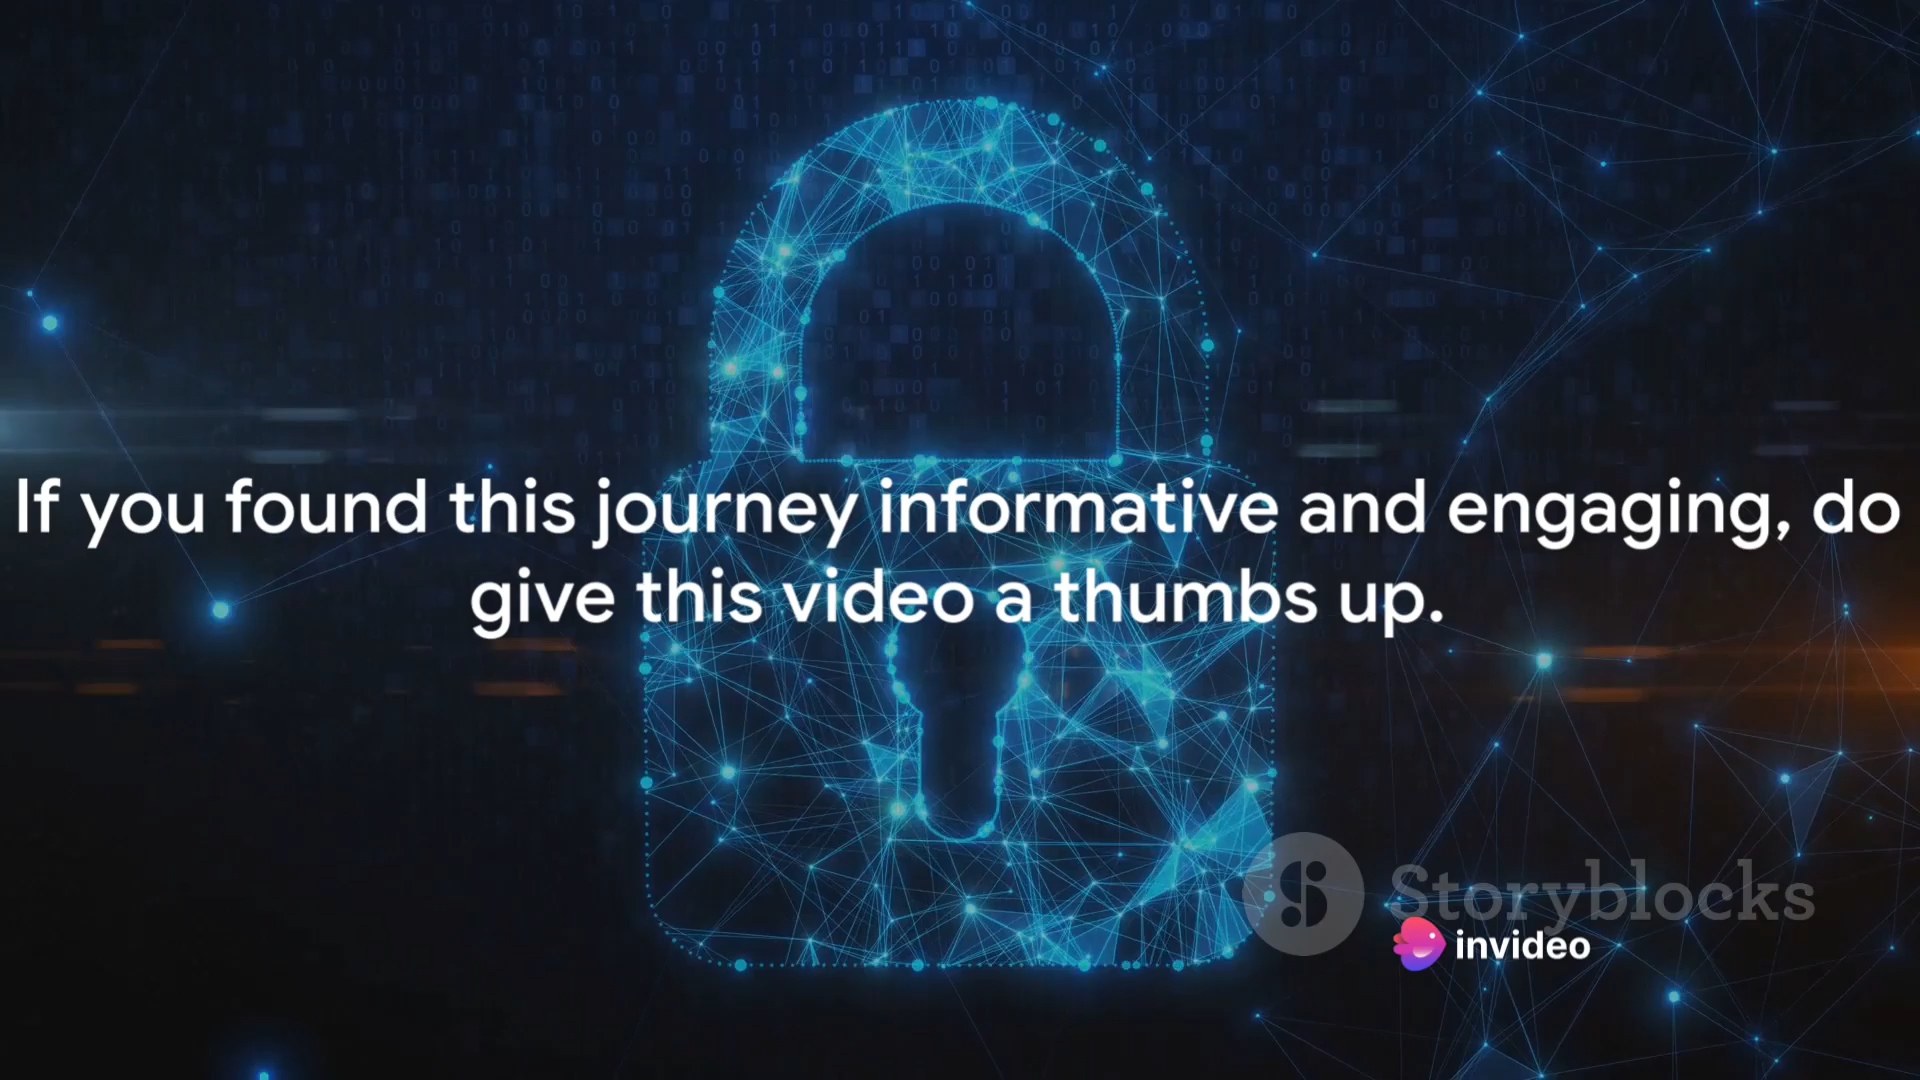 If you found this journey informative and engaging, do
give this video a thumbs up.
Storyblocks
invideo